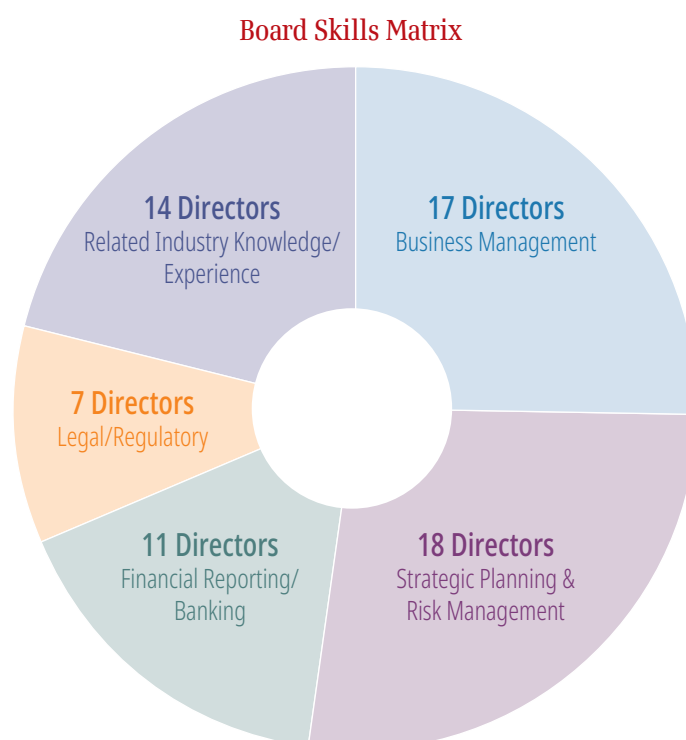 Board Skills Matrix
14 Directors
Related Industry Knowledge/
Experience
17 Directors
Business Management
7 Directors
Legal/Regulatory
11 Directors
Financial Reporting/
Banking
18 Directors
Strategic Planning &
Risk Management